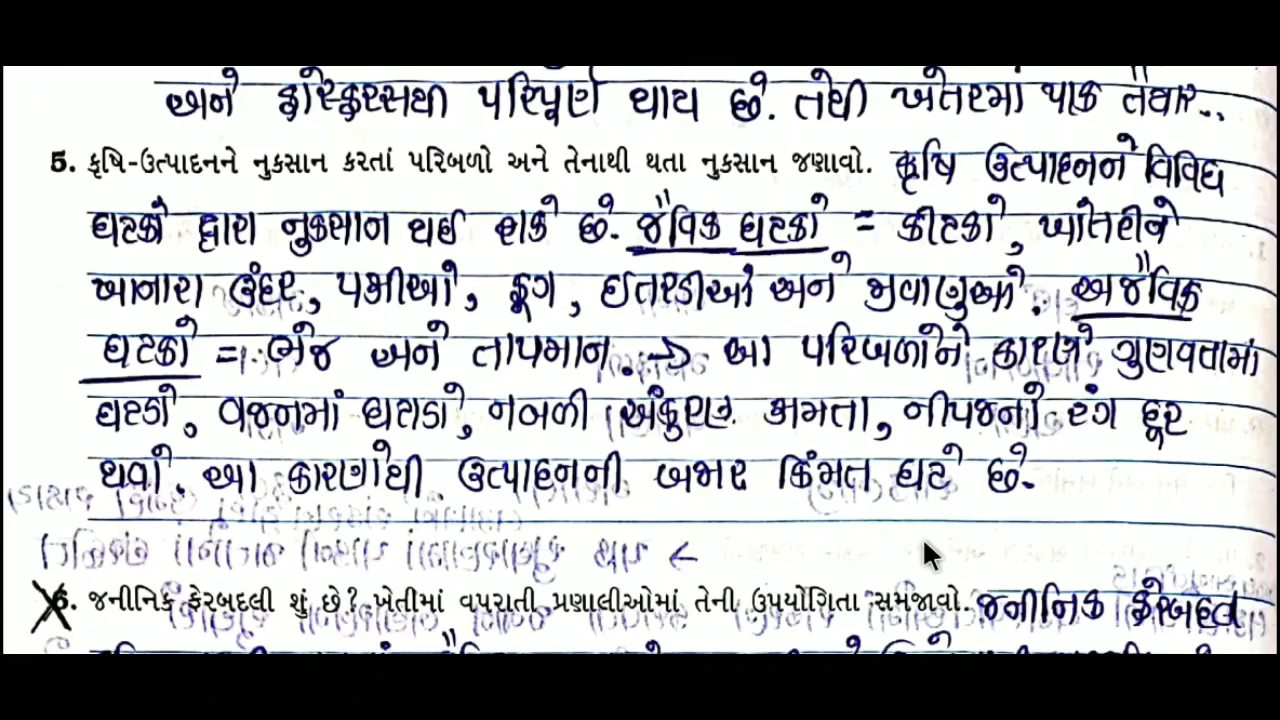 અને ફોસ્ફરસથી પરિપૂર્ણ થાય છે. તેથી ખેતરમાં પાક તૈયાર...
5. કૃષિ-ઉત્પાદનને નુકસાન કરતાં પરિબળો અને તેનાથી થતા નુકસાન જણાવો. કૃષિ ઉત્પાદનને વિવિધ
ઘટકો દ્વારા નુકસાન થઈ શકે છે. જૈવિક ઘટકો = કીટકો, ખોતરીને
ખાનારા ઉંદર, પક્ષીઓ, ફૂગ, ઈતરડીઓ અને જીવાણુઓ. અજૈવિક
ઘટકો = ભેજ અને તાપમાન. → આ પરિબળોને કારણે ગુણવત્તામાં
ઘટાડો, વજનમાં ઘટાડો, નબળી અંકુરણ ક્ષમતા, નીપજનો રંગ દૂર
થવો. આ કારણોથી ઉત્પાદનની બજાર કિંમત ઘટે છે.
6. જનીનિક ફેરબદલી શું છે? ખેતીમાં વપરાતી પ્રણાલીઓમાં તેની ઉપયોગિતા સમજાવો. જનીનિક ફેરબદલ